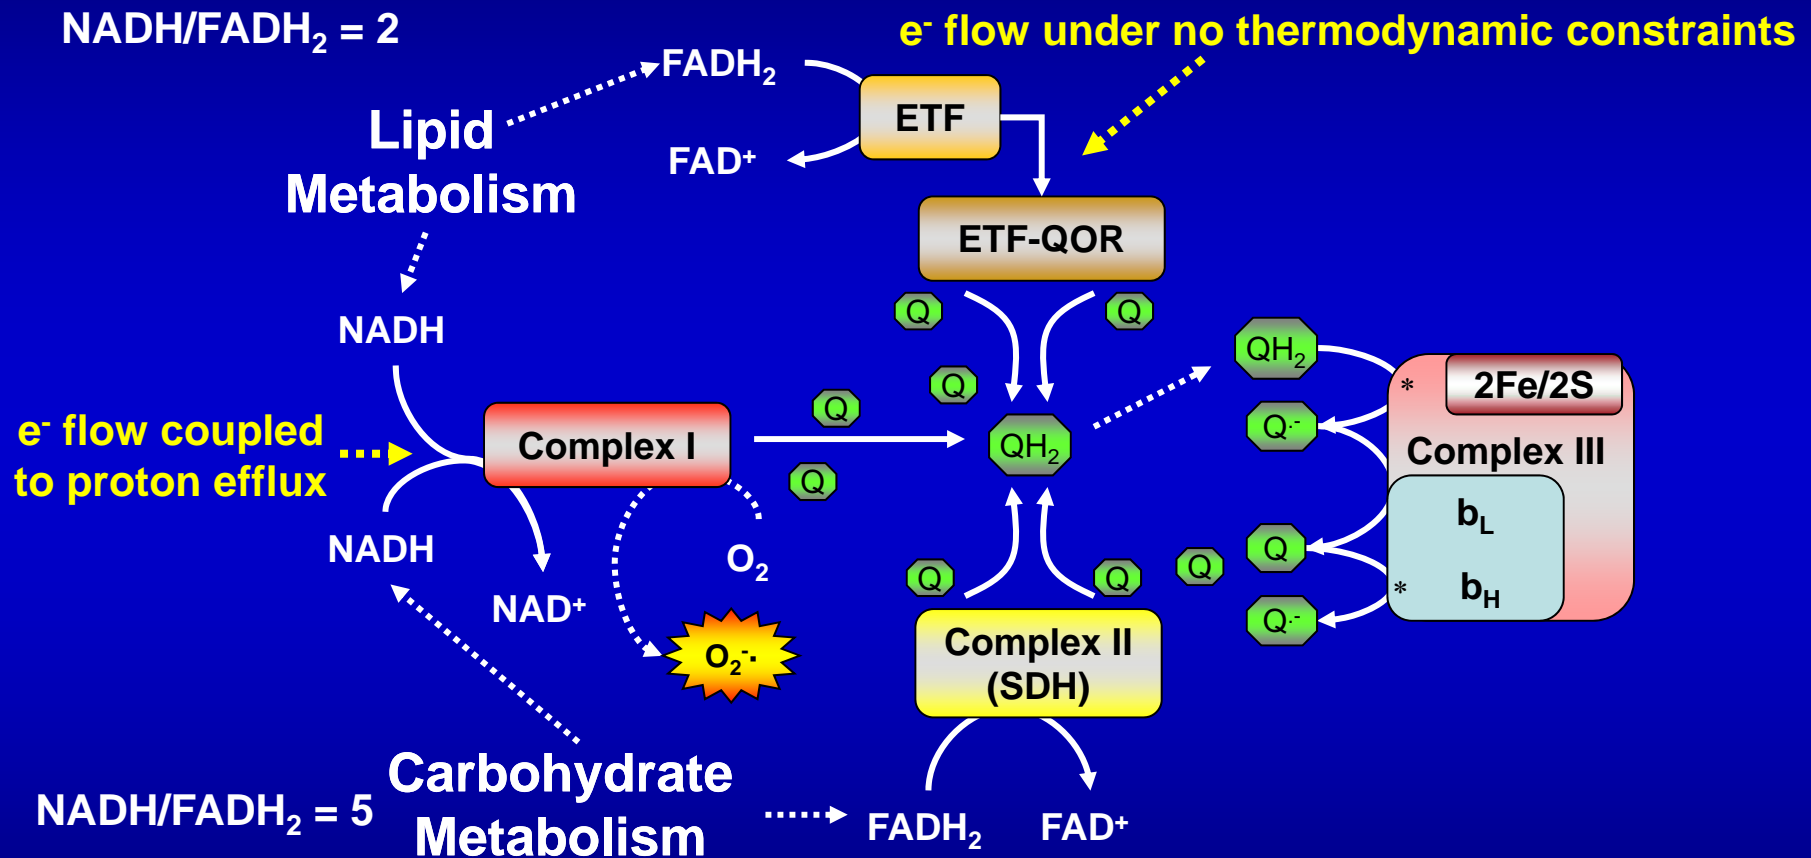 NADH/FADH₂ = 2
e⁻ flow under no thermodynamic constraints
FADH₂
ETF
Lipid
Metabolism
FAD⁺
ETF-QOR
Q
Q
NADH
QH₂
2Fe/2S
*
Q
Q
Q·⁻
e⁻ flow coupled
to proton efflux
Complex I
QH₂
Complex III
Q
b_L
NADH
O₂
Q
Q
Q
Q
b_H
*
NAD⁺
Q·⁻
O₂⁻·
Complex II
(SDH)
Carbohydrate
Metabolism
NADH/FADH₂ = 5
FADH₂
FAD⁺